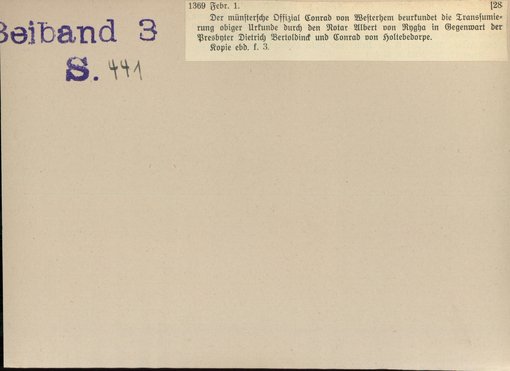 Beiband 3
S. 441
1369 Febr. 1. [28
Der münstersche Offizial Conrad von Westerhem beurkundet die Transsumie-
rung obiger Urkunde durch den Notar Albert von Rygha in Gegenwart der
Presbyter Dietrich Bertoldinck und Conrad von Holtebedorpe.
Kopie ebd. f. 3.